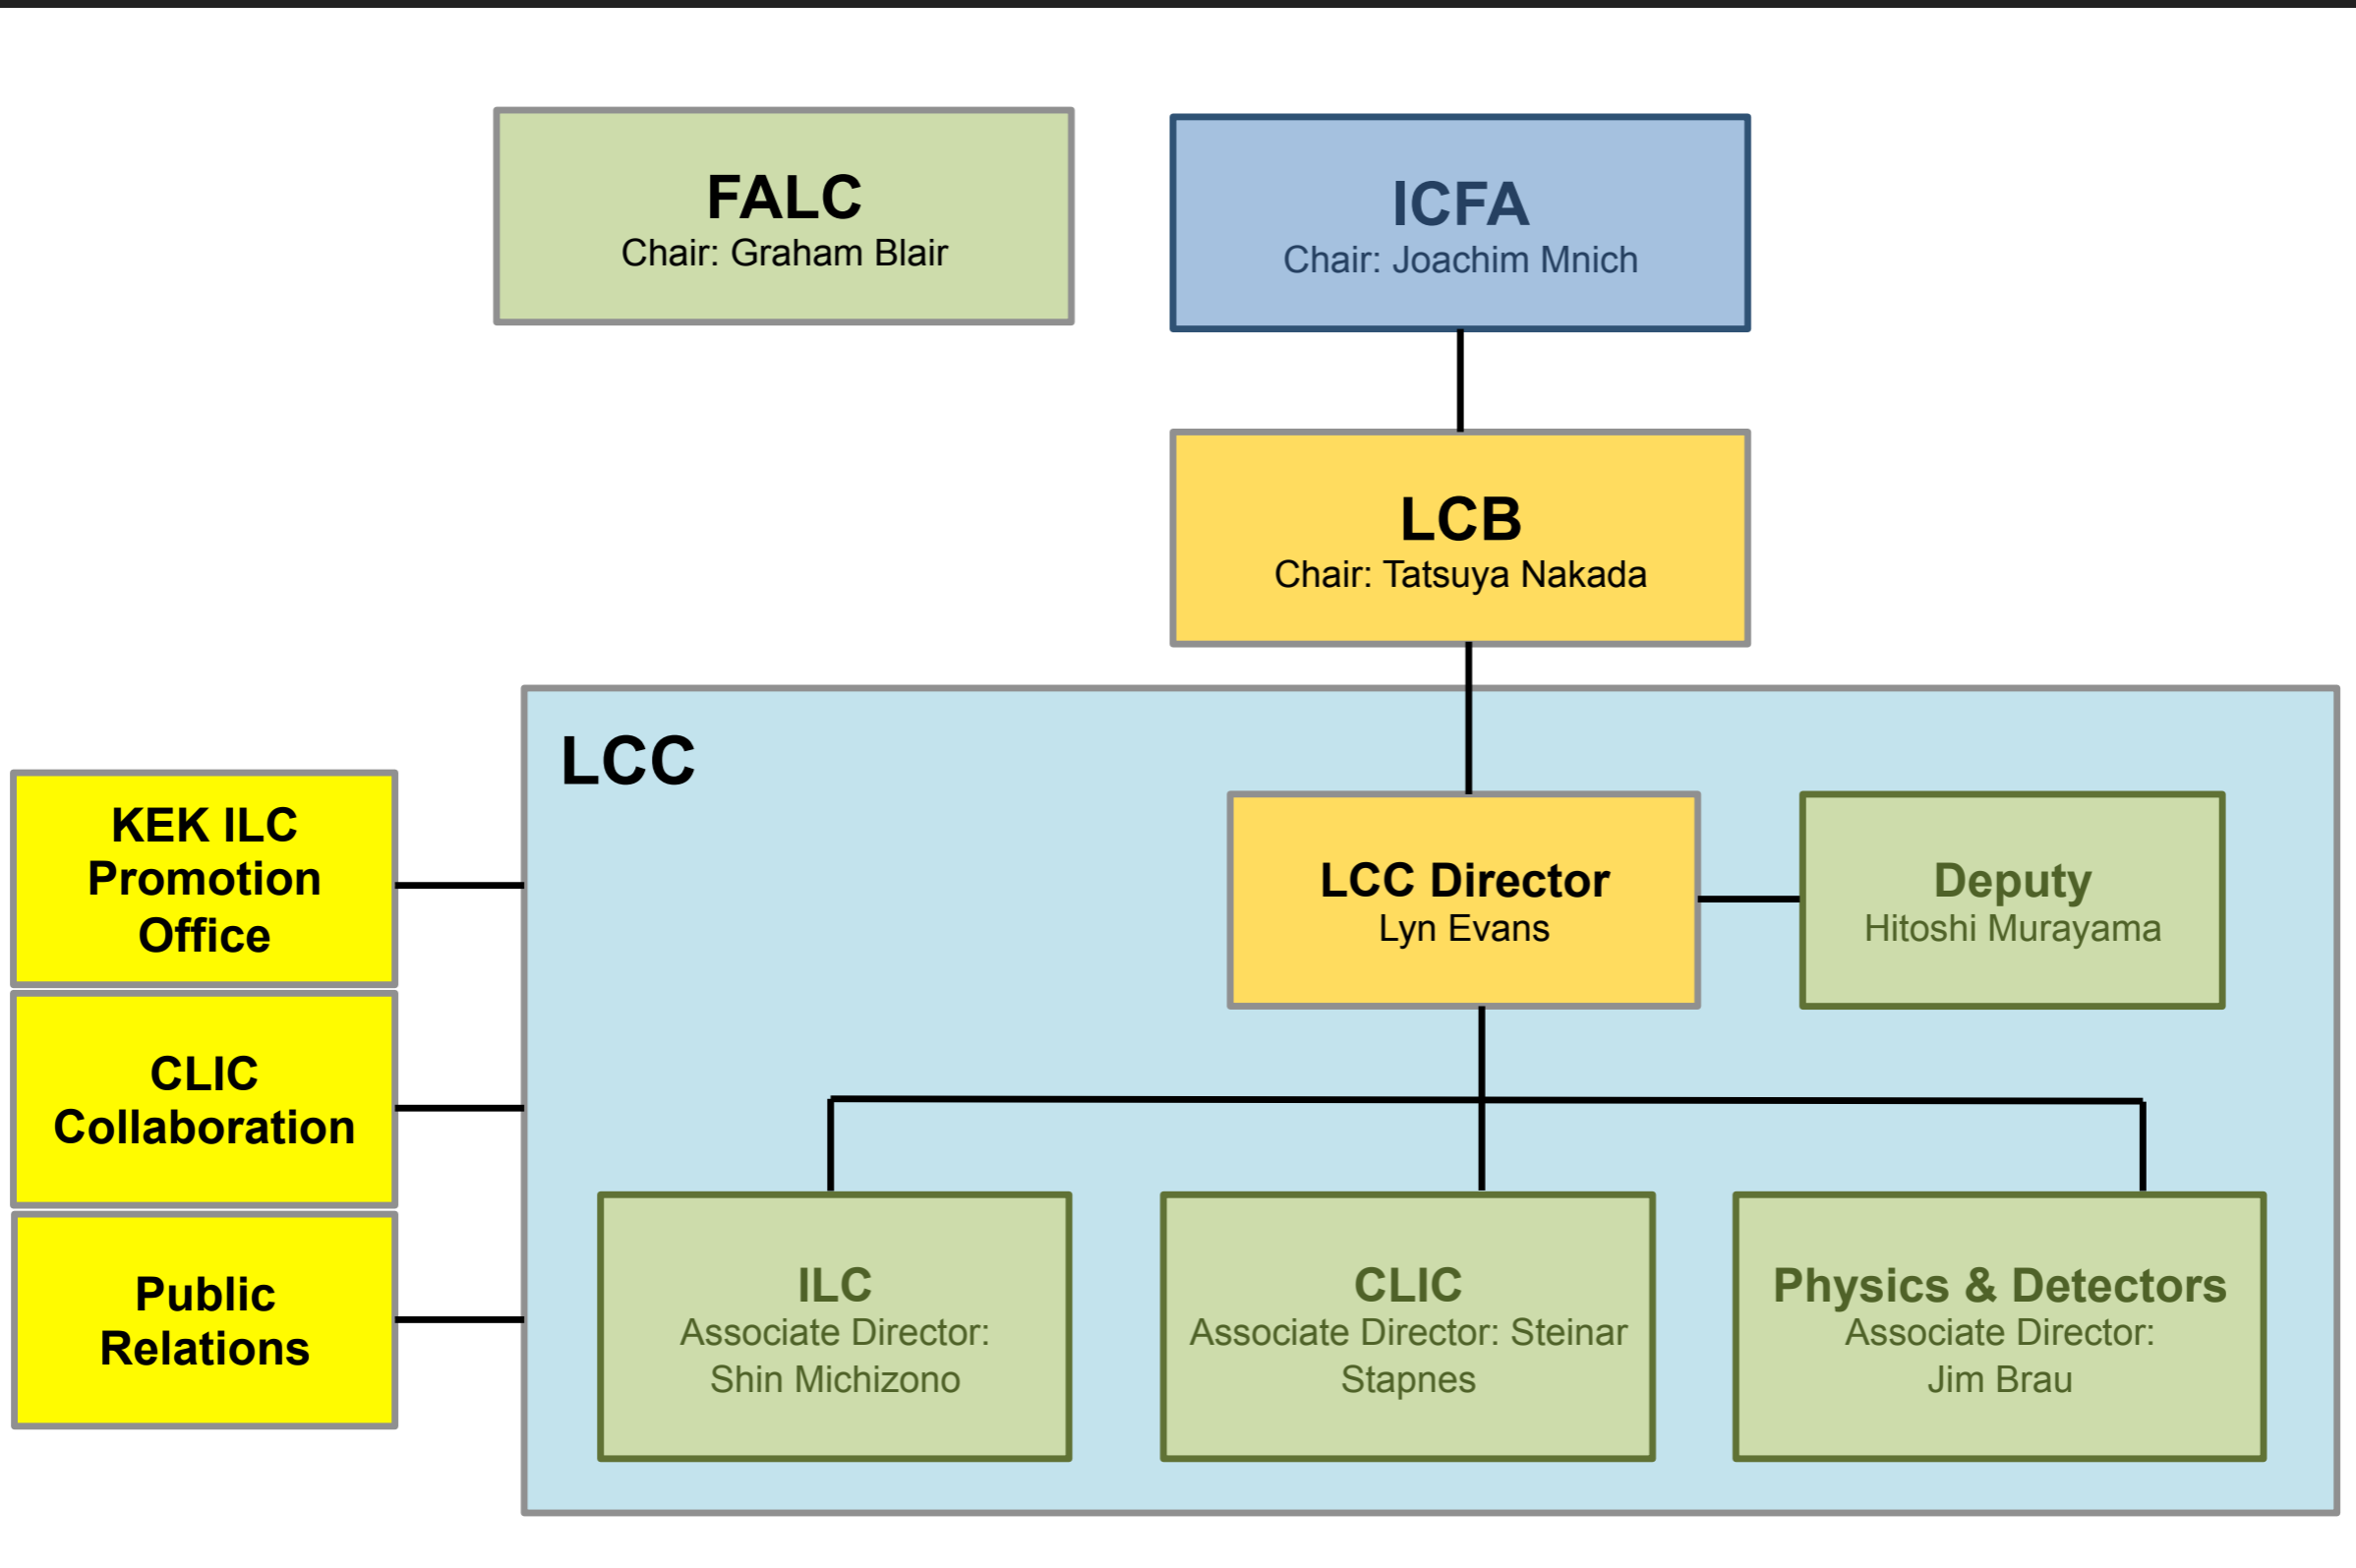 FALC
Chair: Graham Blair
ICFA
Chair: Joachim Mnich
LCB
Chair: Tatsuya Nakada
LCC
KEK ILC
Promotion
Office
CLIC
Collaboration
Public
Relations
LCC Director
Lyn Evans
Deputy
Hitoshi Murayama
ILC
Associate Director:
Shin Michizono
CLIC
Associate Director: Steinar
Stapnes
Physics & Detectors
Associate Director:
Jim Brau